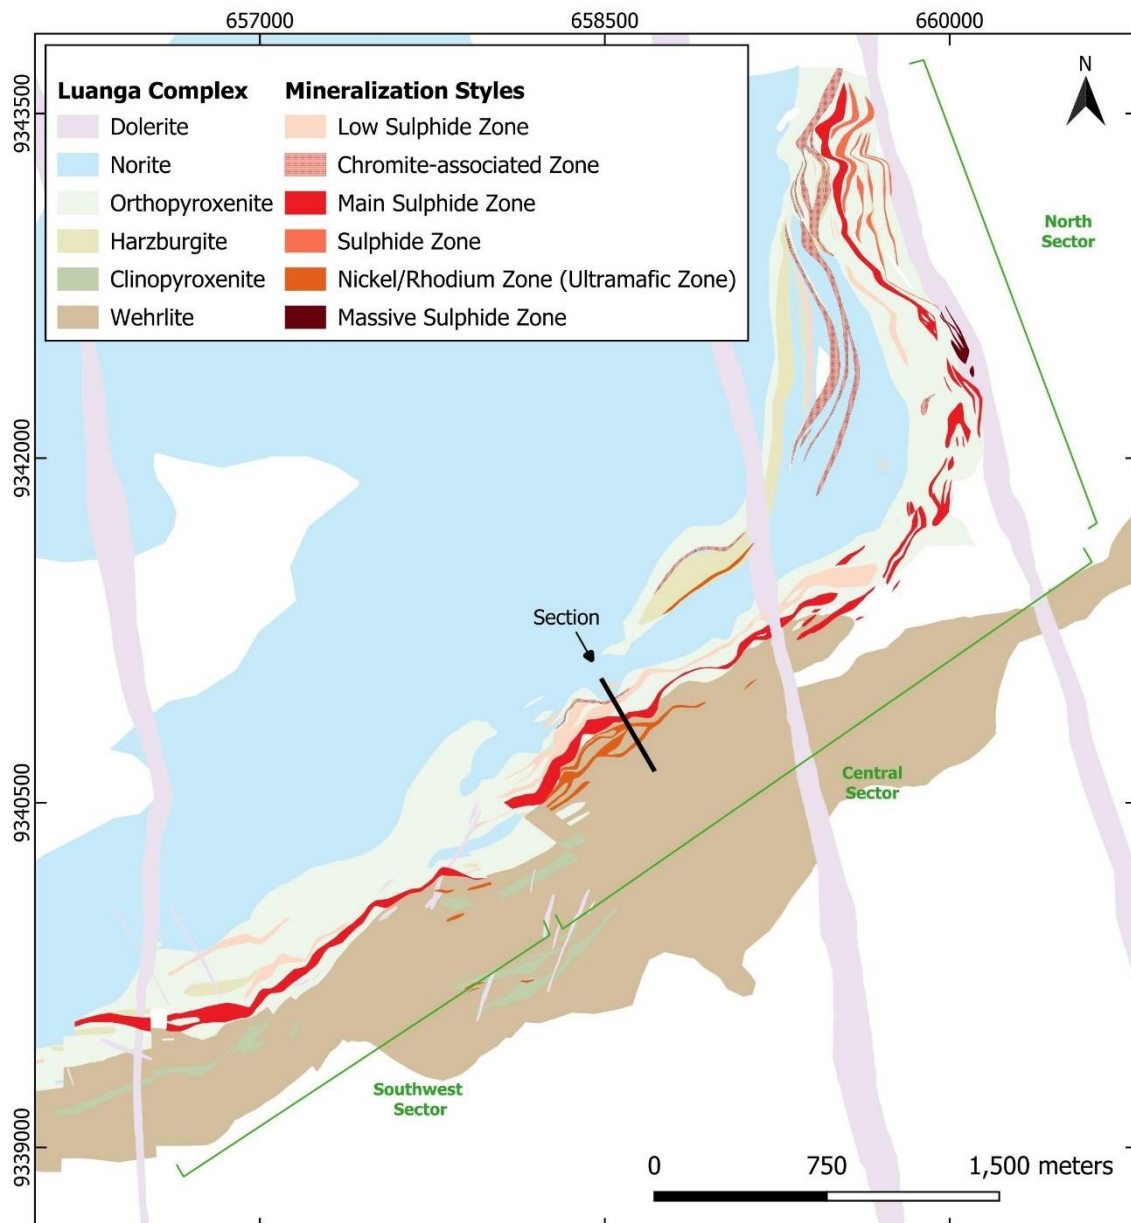 657000
658500
660000
Luanga Complex
Dolerite
Norite
Orthopyroxenite
Harzburgite
Clinopyroxenite
Wehrlite
Mineralization Styles
Low Sulphide Zone
Chromite-associated Zone
Main Sulphide Zone
Sulphide Zone
Nickel/Rhodium Zone (Ultramafic Zone)
Massive Sulphide Zone
N
9343500
9342000
9340500
9339000
North
Sector
Section
Central
Sector
Southwest
Sector
0
750
1,500 meters